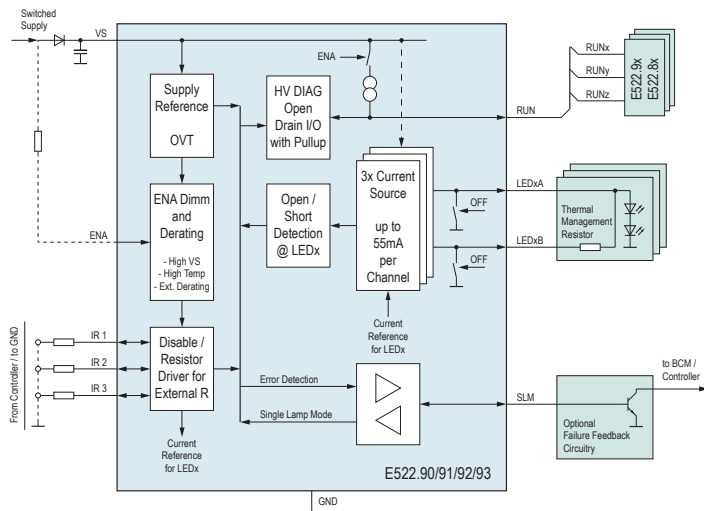 Switched
Supply
VS
ENA
RUNx
RUNy
RUNz
E522.9x
E522.8x
Supply
Reference
OVT
HV DIAG
Open
Drain I/O
with Pullup
RUN
ENA Dimm
and
Derating
- High VS
- High Temp
- Ext. Derating
Open /
Short
Detection
@ LEDx
3x Current
Source
up to
55mA
per
Channel
LEDxA
OFF
LEDxB
OFF
Thermal
Management
Resistor
ENA
Current
Reference
for LEDx
From Controller / to GND
IR 1
IR 2
IR 3
Disable /
Resistor
Driver for
External R
Error Detection
Single Lamp Mode
Current
Reference
for LEDx
SLM
to BCM /
Controller
Optional
Failure Feedback
Circuitry
E522.90/91/92/93
GND